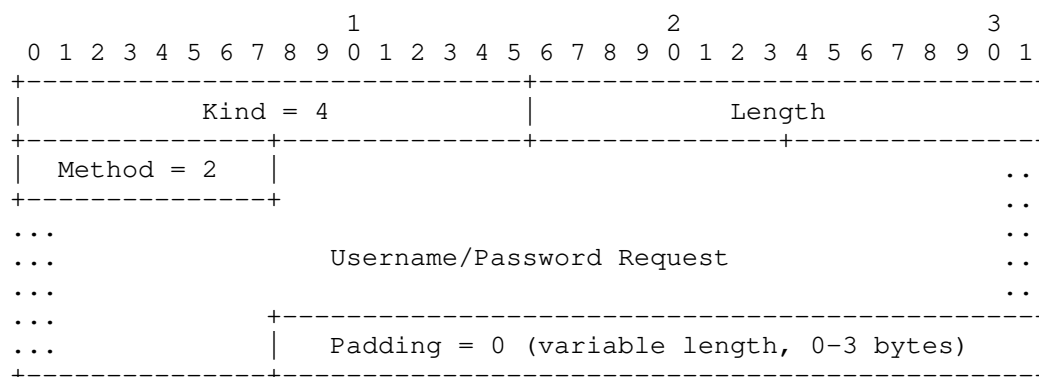 1                   2                   3
 0 1 2 3 4 5 6 7 8 9 0 1 2 3 4 5 6 7 8 9 0 1 2 3 4 5 6 7 8 9 0 1
+-------------------------------+-------------------------------
|           Kind = 4            |            Length
+---------------+---------------+---------------+---------------
|  Method = 2   |                                             ..
+---------------+                                             ..
...                                                           ..
...                 Username/Password Request                 ..
...                                                           ..
...             +-----------------------------------------------
...             |   Padding = 0 (variable length, 0-3 bytes)
+---------------+-----------------------------------------------